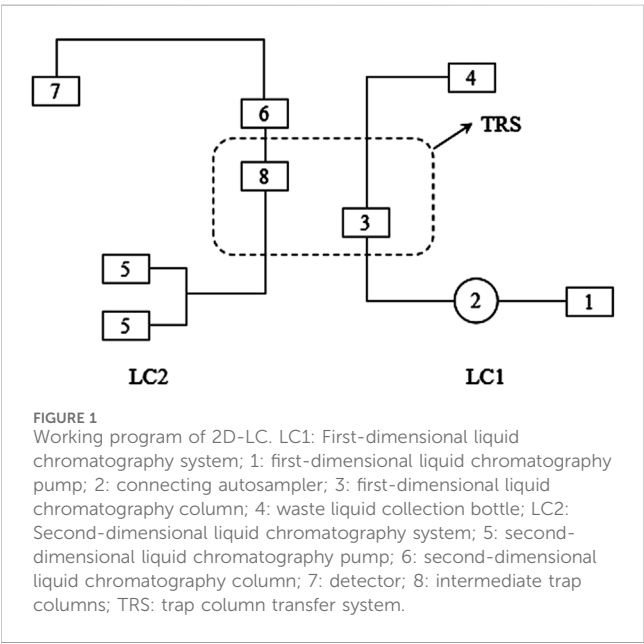 7
4
6
TRS
8
3
5
2
1
5
LC2
LC1
FIGURE 1
Working program of 2D-LC. LC1: First-dimensional liquid
chromatography system; 1: first-dimensional liquid chromatography
pump; 2: connecting autosampler; 3: first-dimensional liquid
chromatography column; 4: waste liquid collection bottle; LC2:
Second-dimensional liquid chromatography system; 5: second-
dimensional liquid chromatography pump; 6: second-dimensional
liquid chromatography column; 7: detector; 8: intermediate trap
columns; TRS: trap column transfer system.